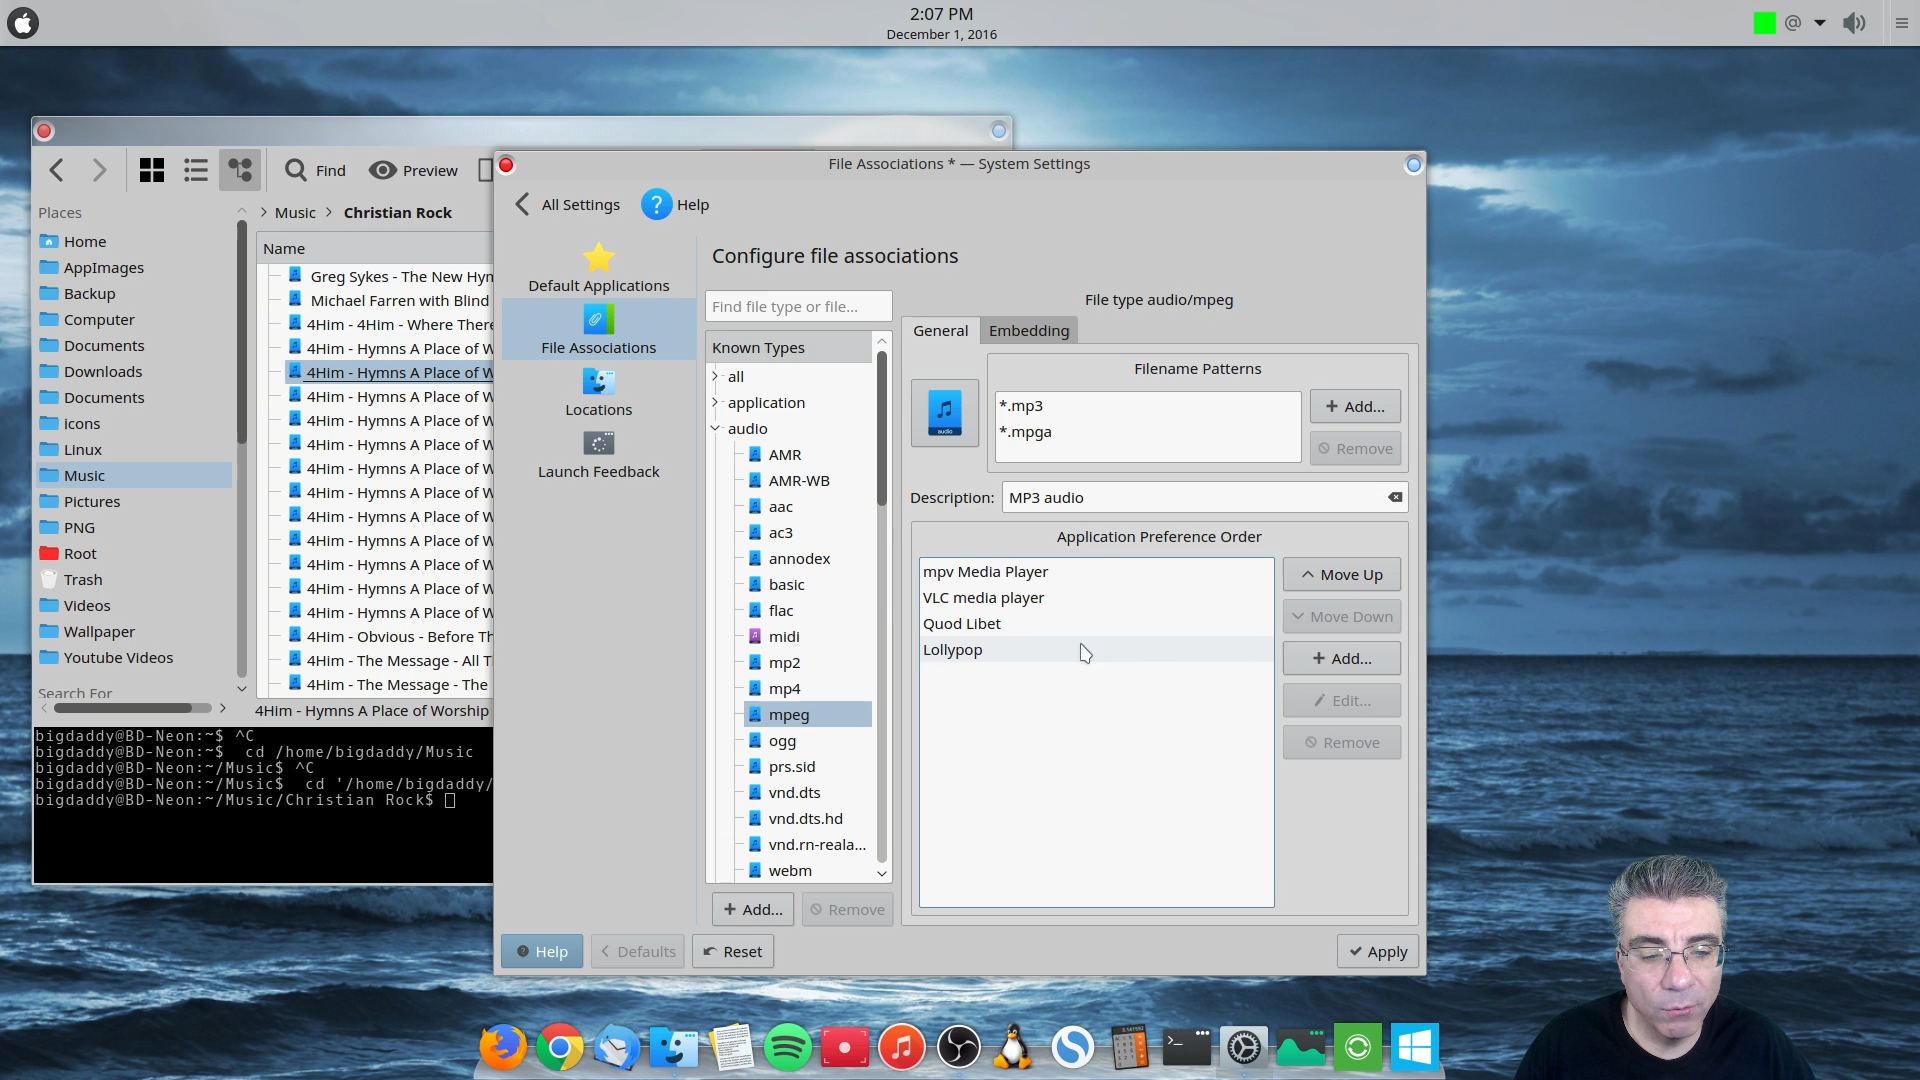 2:07 PM
December 1, 2016
Find
Preview
Places
Home
AppImages
Backup
Computer
Documents
Downloads
Documents
icons
Linux
Music
Pictures
PNG
Root
Trash
Videos
Wallpaper
Youtube Videos
Search For
> Music > Christian Rock
Name
Greg Sykes - The New Hyn
Michael Farren with Blind
4Him - 4Him - Where There
4Him - Hymns A Place of W
4Him - Hymns A Place of W
4Him - Hymns A Place of W
4Him - Hymns A Place of W
4Him - Hymns A Place of W
4Him - Hymns A Place of W
4Him - Hymns A Place of W
4Him - Hymns A Place of W
4Him - Hymns A Place of W
4Him - Hymns A Place of W
4Him - Hymns A Place of W
4Him - Hymns A Place of W
4Him - Obvious - Before Th
4Him - The Message - All T
4Him - The Message - The
4Him - Hymns A Place of Worship
bigdaddy@BD-Neon:~$ ^C
bigdaddy@BD-Neon:~$  cd /home/bigdaddy/Music
bigdaddy@BD-Neon:~/Music$ ^C
bigdaddy@BD-Neon:~/Music$  cd '/home/bigdaddy/
bigdaddy@BD-Neon:~/Music/Christian Rock$
File Associations * — System Settings
All Settings
? Help
Default Applications
File Associations
Locations
Launch Feedback
Configure file associations
Find file type or file...
Known Types
all
application
audio
AMR
AMR-WB
aac
ac3
annodex
basic
flac
midi
mp2
mp4
mpeg
ogg
prs.sid
vnd.dts
vnd.dts.hd
vnd.rn-reala...
webm
+ Add...
Remove
File type audio/mpeg
General
Embedding
Filename Patterns
audio
*.mp3
*.mpga
+ Add...
Remove
Description:
MP3 audio
Application Preference Order
mpv Media Player
VLC media player
Quod Libet
Lollypop
Move Up
Move Down
+ Add...
Edit...
Remove
Help
Defaults
Reset
Apply